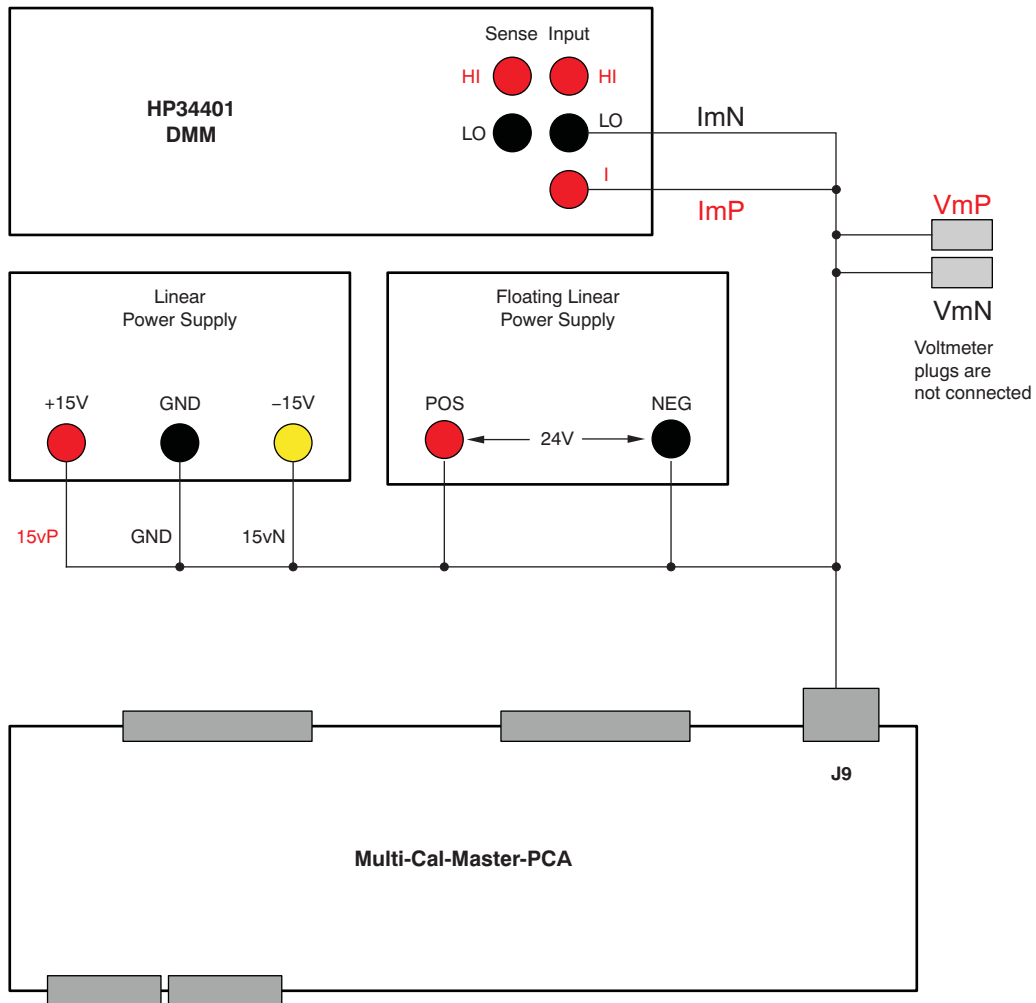 Sense Input
HI HI
HP34401
DMM
LO LO
ImN
I
ImP
VmP
VmN
Voltmeter
plugs are
not connected
Linear
Power Supply
+15V GND –15V
15vP GND 15vN
Floating Linear
Power Supply
POS 24V NEG
J9
Multi-Cal-Master-PCA